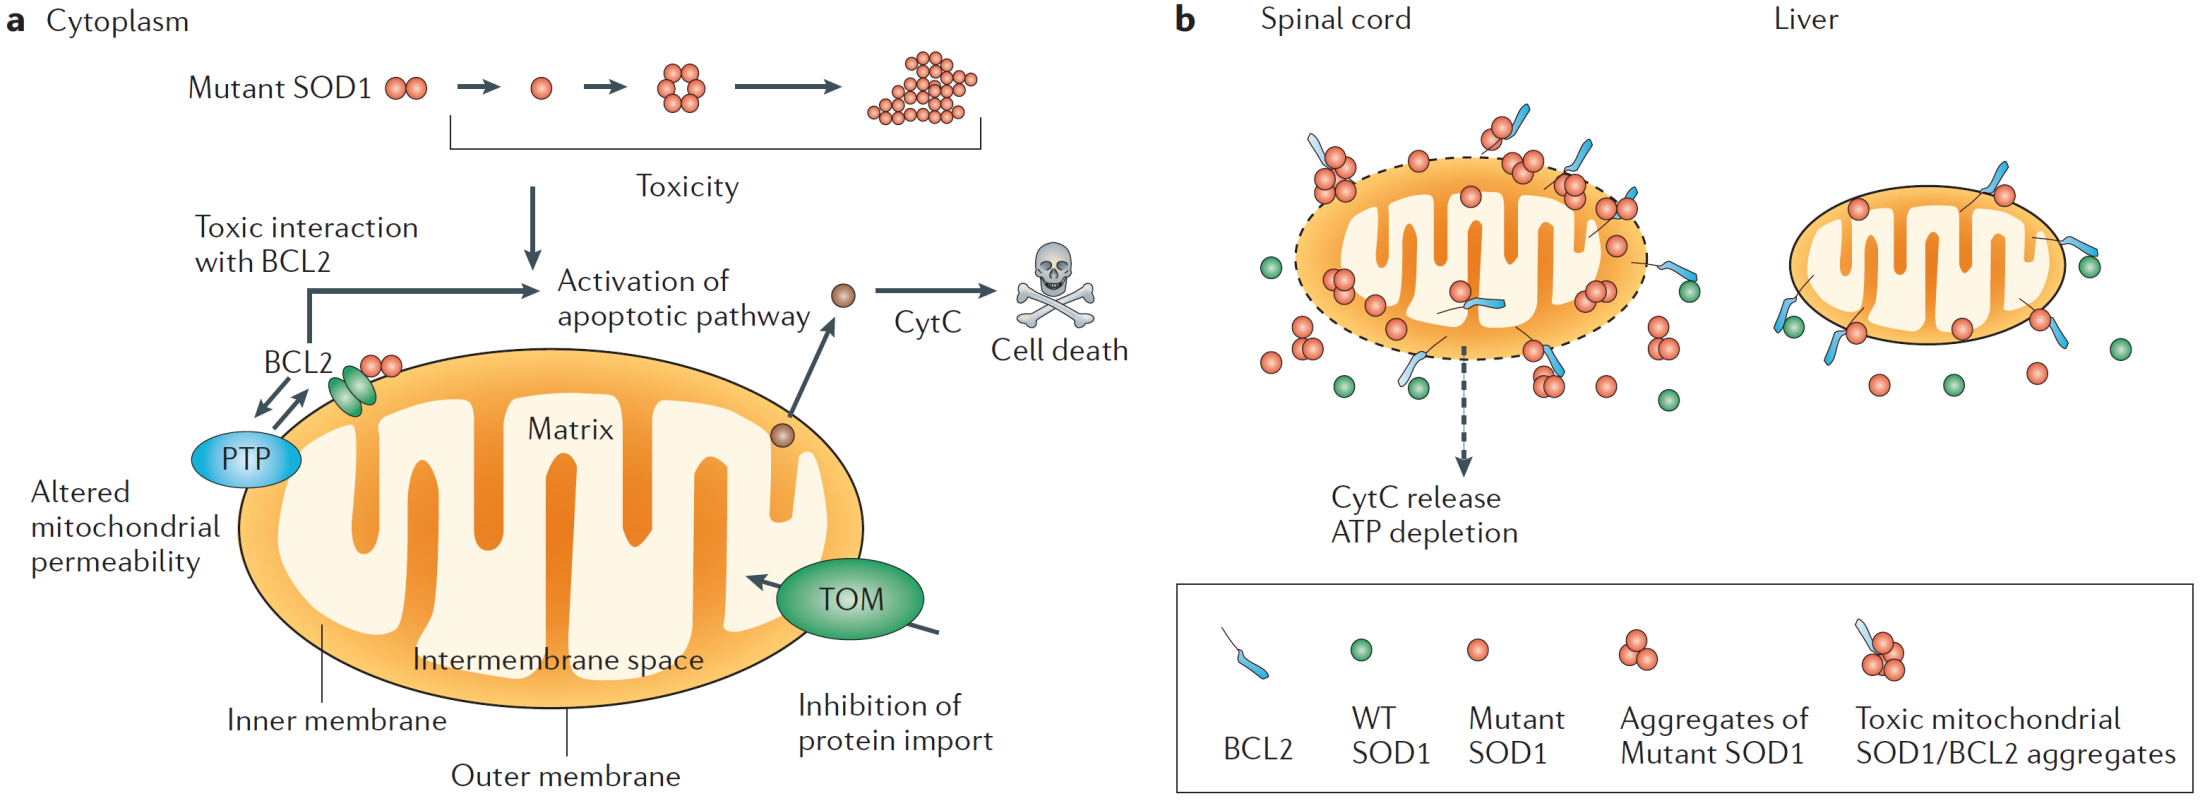 a Cytoplasm
Mutant SOD1
Toxicity
Toxic interaction
with BCL2
Activation of
apoptotic pathway
CytC
Cell death
BCL2
PTP
Matrix
Altered
mitochondrial
permeability
TOM
Intermembrane space
Inner membrane
Outer membrane
Inhibition of
protein import
b Spinal cord
Liver
CytC release
ATP depletion
BCL2
WT
SOD1
Mutant
SOD1
Aggregates of
Mutant SOD1
Toxic mitochondrial
SOD1/BCL2 aggregates